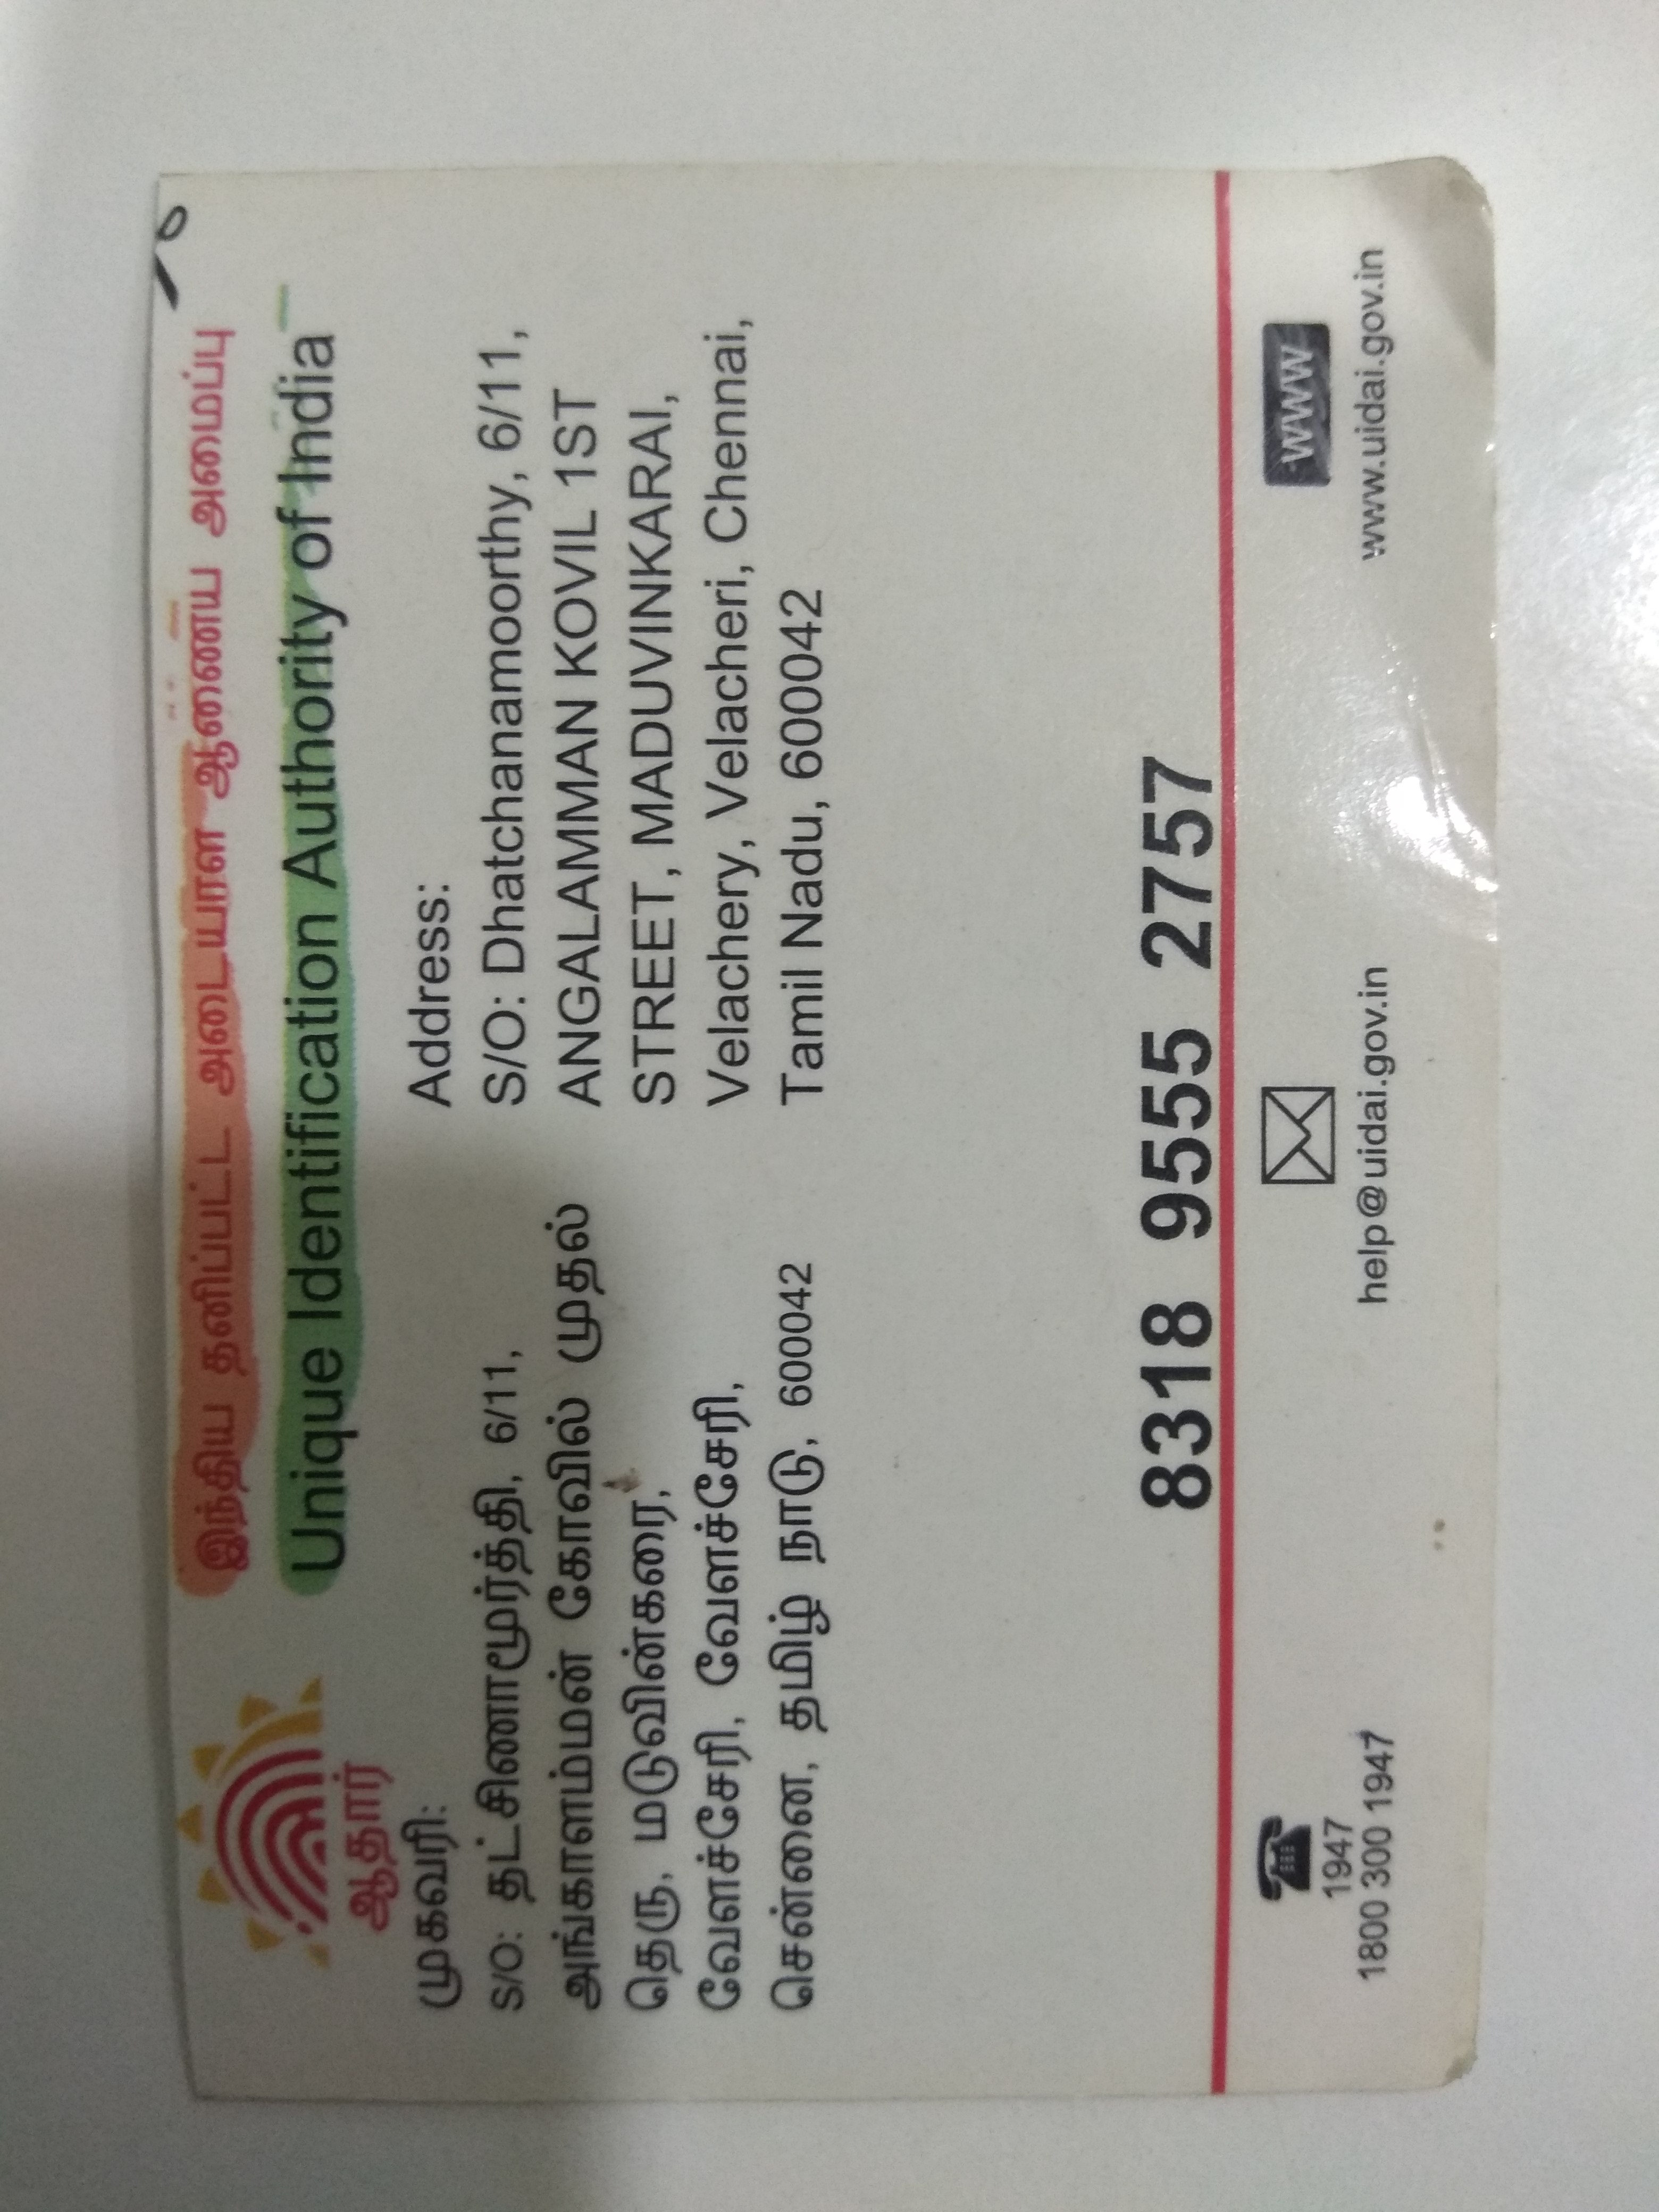 இந்திய தனிப்பட்ட அடையாள ஆணைய அமைப்பு
Unique Identification Authority of India
ஆதார்
முகவரி:
S/O: தட்சிணாமூர்த்தி, 6/11,
அங்காளம்மன் கோவில் முதல்
தெரு, மடுவின்கரை,
வேளச்சேரி, வேளச்சேரி,
சென்னை, தமிழ் நாடு, 600042
Address:
S/O: Dhatchanamoorthy, 6/11,
ANGALAMMAN KOVIL 1ST
STREET, MADUVINKARAI,
Velachery, Velacheri, Chennai,
Tamil Nadu, 600042
8318 9555 2757
1947
1800 300 1947
help@uidai.gov.in
www
www.uidai.gov.in